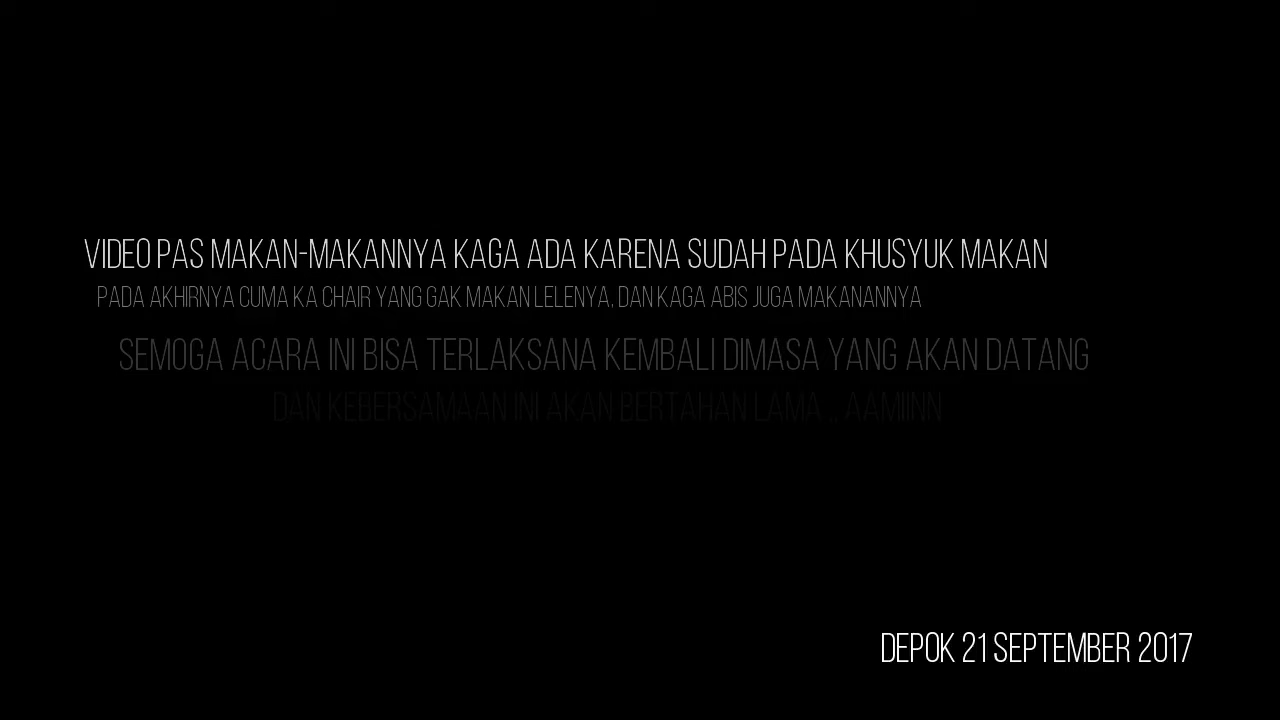 VIDEO PAS MAKAN-MAKANNYA KAGA ADA KARENA SUDAH PADA KHUSYUK MAKAN
PADA AKHIRNYA CUMA KA CHAIR YANG GAK MAKAN LELENYA, DAN KAGA ABIS JUGA MAKANANNYA
SEMOGA ACARA INI BISA TERLAKSANA KEMBALI DIMASA YANG AKAN DATANG
DAN KEBERSAMAAN INI AKAN BERTAHAN LAMA .. AAMIINN
DEPOK 21 SEPTEMBER 2017